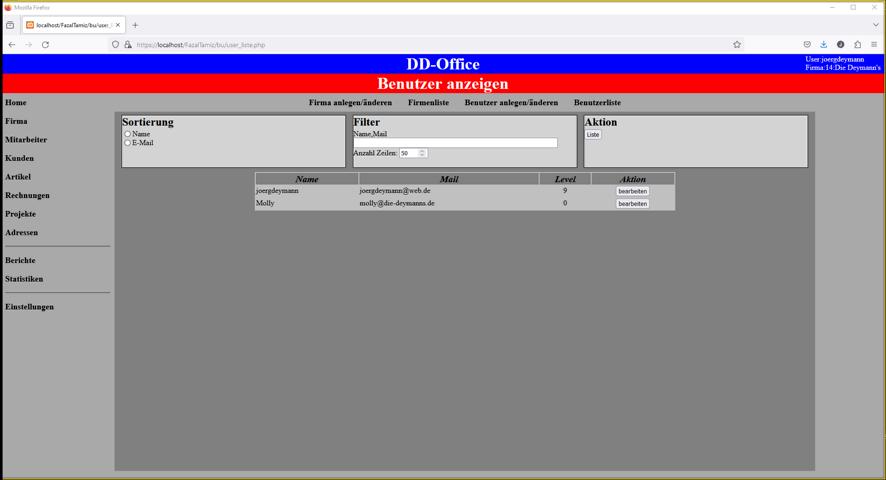 Mozilla Firefox
localhost/FazalTamiz/bu/user_l
https://localhost/FazalTamiz/bu/user_liste.php
DD-Office
User:joergdeymann
Firma:14:Die Deymann's
Benutzer anzeigen
Home
Firma
Mitarbeiter
Kunden
Artikel
Rechnungen
Projekte
Adressen
Berichte
Statistiken
Einstellungen
Firma anlegen/änderen Firmenliste Benutzer anlegen/änderen Benutzerliste
Sortierung
Name
E-Mail
Filter
Name,Mail
Anzahl Zeilen: 50
Aktion
Liste
Name Mail Level Aktion
joergdeymann joergdeymann@web.de 9 bearbeiten
Molly molly@die-deymanns.de 0 bearbeiten